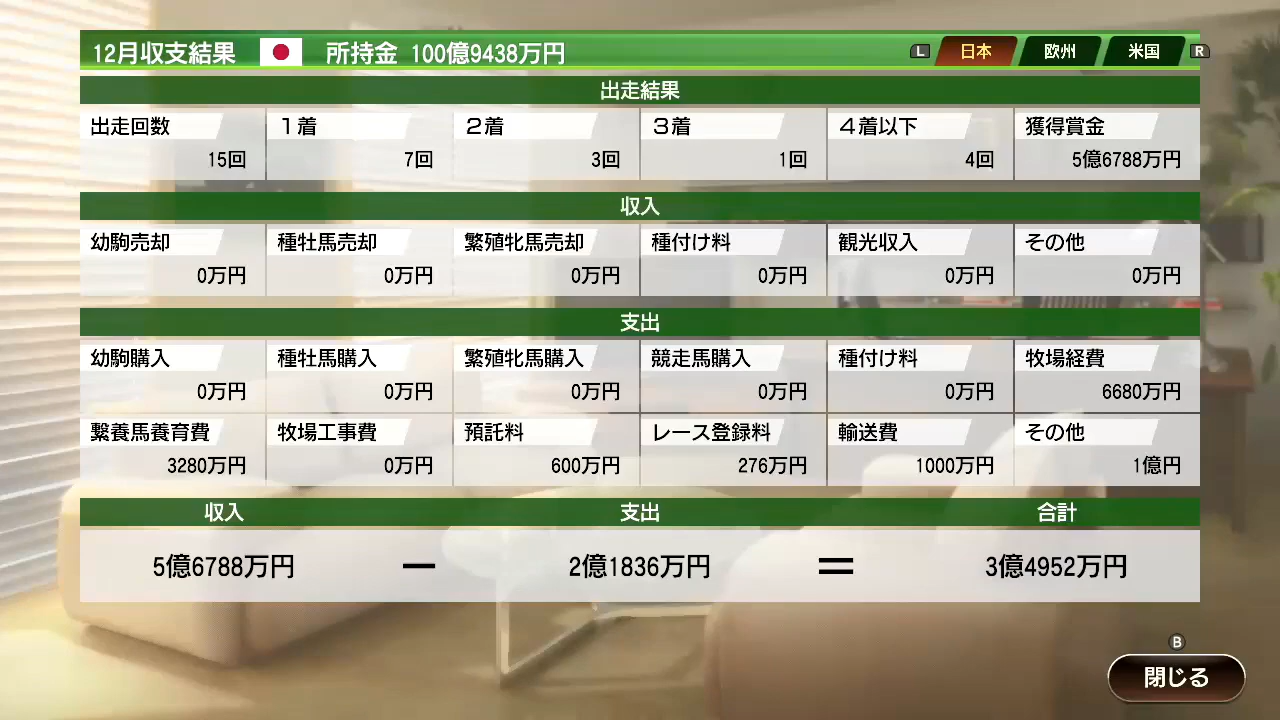 12月収支結果 所持金 100億9438万円 L 日本 欧州 米国 R
出走結果
出走回数 1着 2着 3着 4着以下 獲得賞金
15回 7回 3回 1回 4回 5億6788万円
収入
幼駒売却 種牡馬売却 繁殖牝馬売却 種付け料 観光収入 その他
0万円 0万円 0万円 0万円 0万円 0万円
支出
幼駒購入 種牡馬購入 繁殖牝馬購入 競走馬購入 種付け料 牧場経費
0万円 0万円 0万円 0万円 0万円 6680万円
繋養馬養育費 牧場工事費 預託料 レース登録料 輸送費 その他
3280万円 0万円 600万円 276万円 1000万円 1億円
収入 支出 合計
5億6788万円 － 2億1836万円 ＝ 3億4952万円
B
閉じる